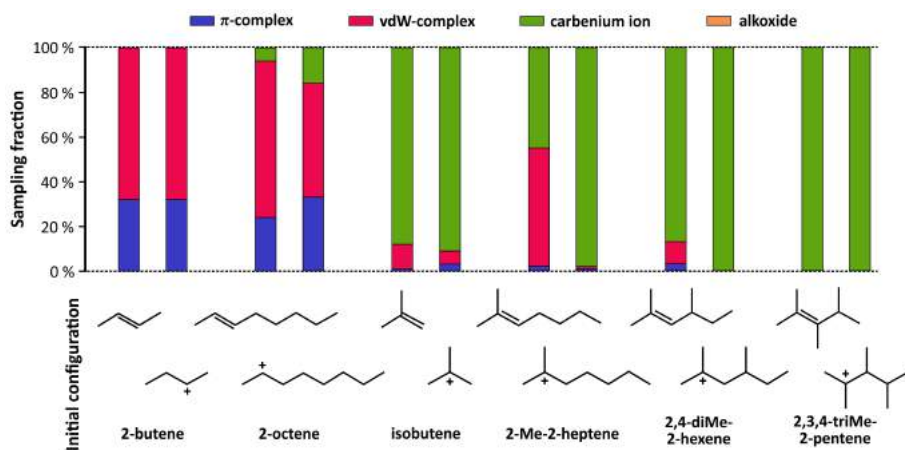 π-complex vdW-complex carbenium ion alkoxide
Sampling fraction
100 %
80 %
60 %
40 %
20 %
0 %
Initial configuration
+
+
+
+
+
+
2-butene 2-octene isobutene 2-Me-2-heptene 2,4-diMe-
2-hexene 2,3,4-triMe-
2-pentene